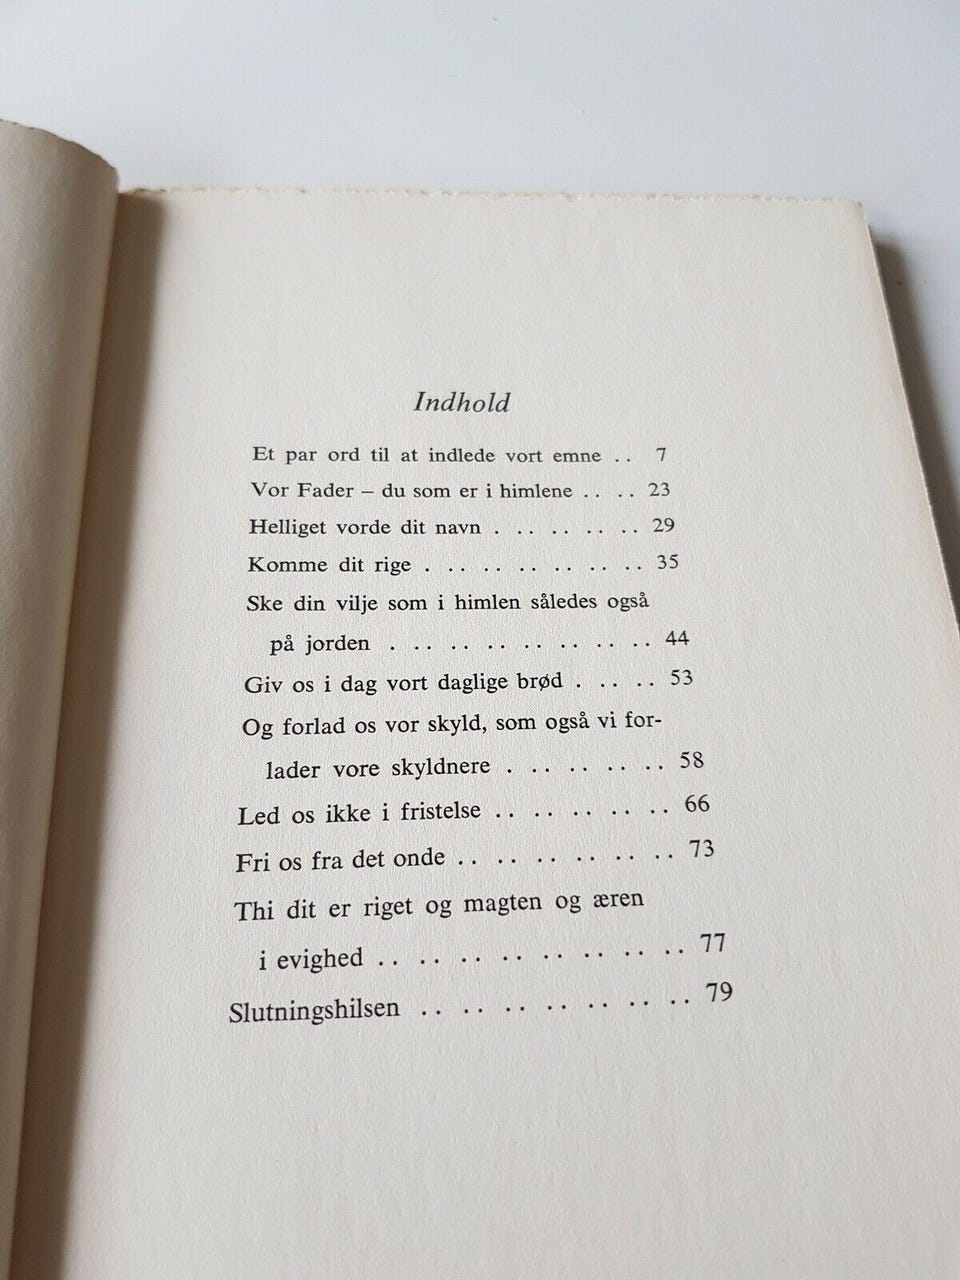 Indhold
Et par ord til at indlede vort emne .. 7
Vor Fader – du som er i himlene .. .. 23
Helliget vorde dit navn . .. .. .. .. 29
Komme dit rige . .. .. .. .. .. .. 35
Ske din vilje som i himlen således også
på jorden . .. .. .. .. .. .. .. 44
Giv os i dag vort daglige brød . .. .. 53
Og forlad os vor skyld, som også vi for-
lader vore skyldnere . .. .. .. .. 58
Led os ikke i fristelse .. .. .. .. .. 66
Fri os fra det onde .. .. .. .. .. .. 73
Thi dit er riget og magten og æren
i evighed .. .. .. .. .. .. .. .. 77
Slutningshilsen .. .. .. .. .. .. .. 79